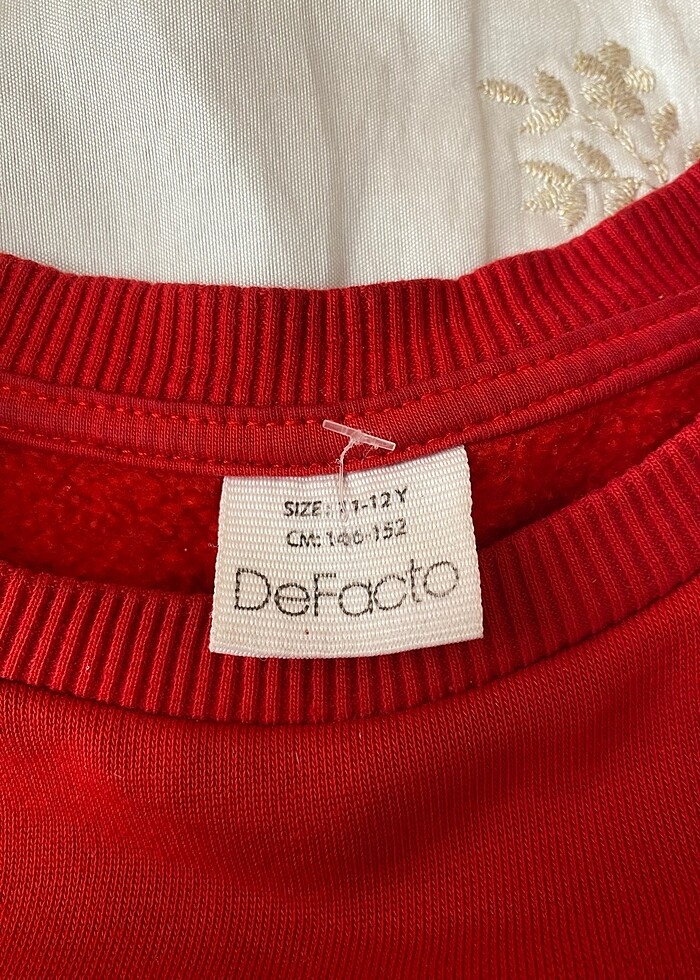 SIZE: 11-12 Y
CM: 146-152
DeFacto